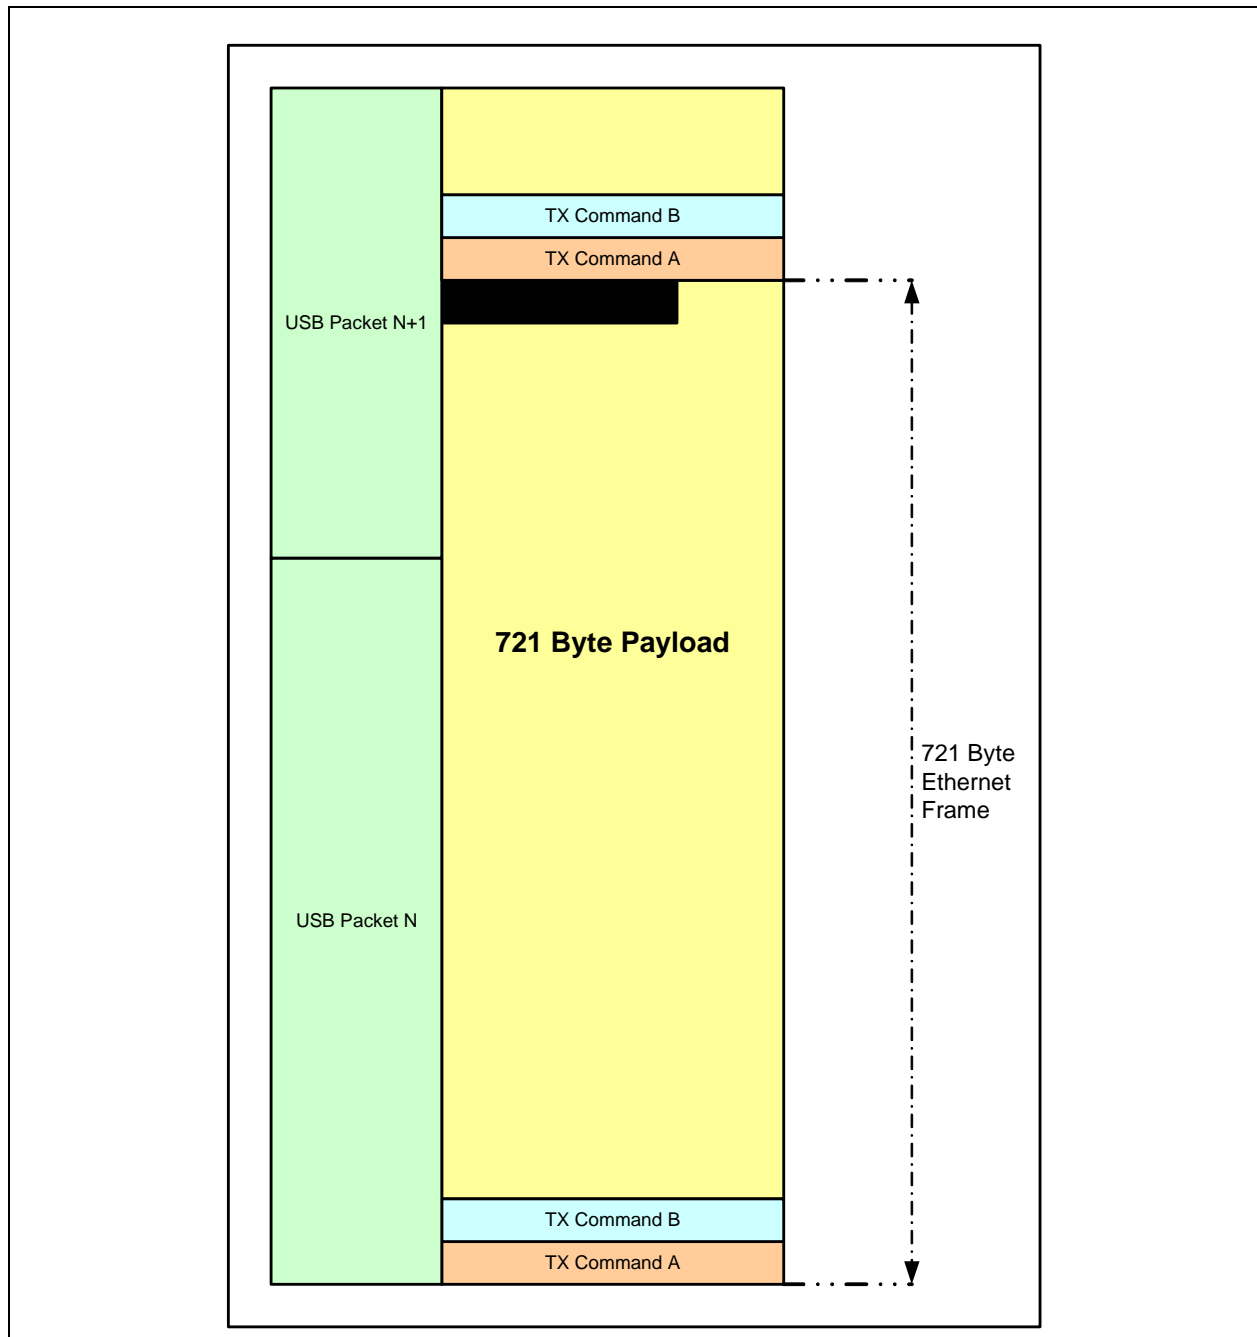 TX Command B
TX Command A
USB Packet N+1
721 Byte Payload
721 Byte
Ethernet
Frame
USB Packet N
TX Command B
TX Command A